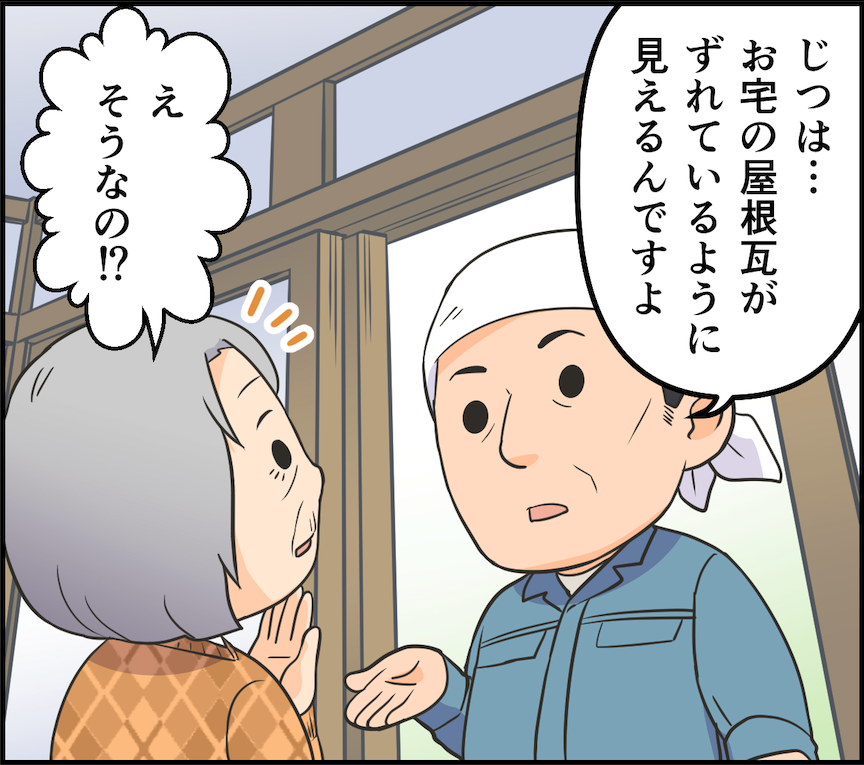 じつは…
お宅の屋根瓦が
ずれているように
見えるんですよ
え
そうなの!?